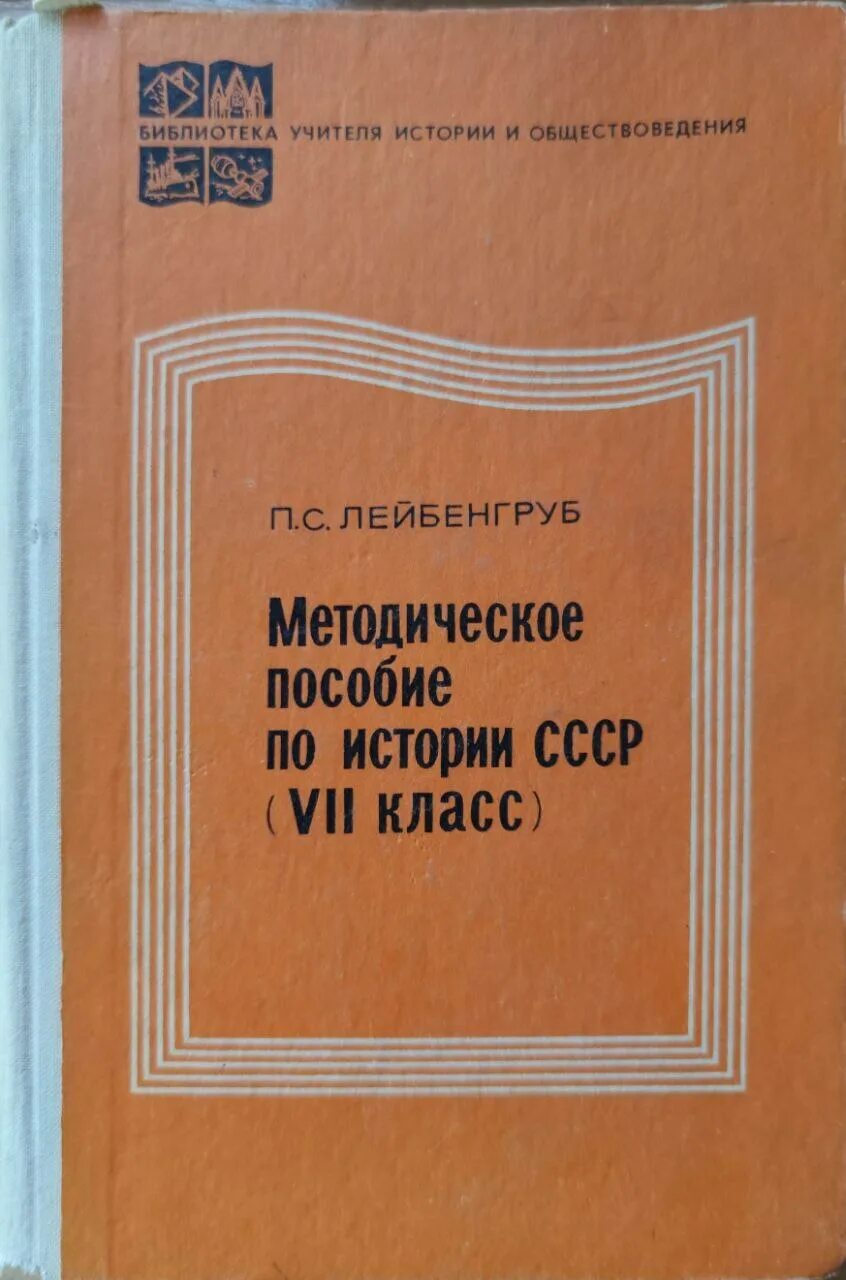 БИБЛИОТЕКА УЧИТЕЛЯ ИСТОРИИ И ОБЩЕСТВОВЕДЕНИЯ
П.С. ЛЕЙБЕНГРУБ
Методическое
пособие
по истории СССР
(VII класс)